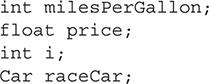 int milesPerGallon;
float price;
int i;
Car raceCar;